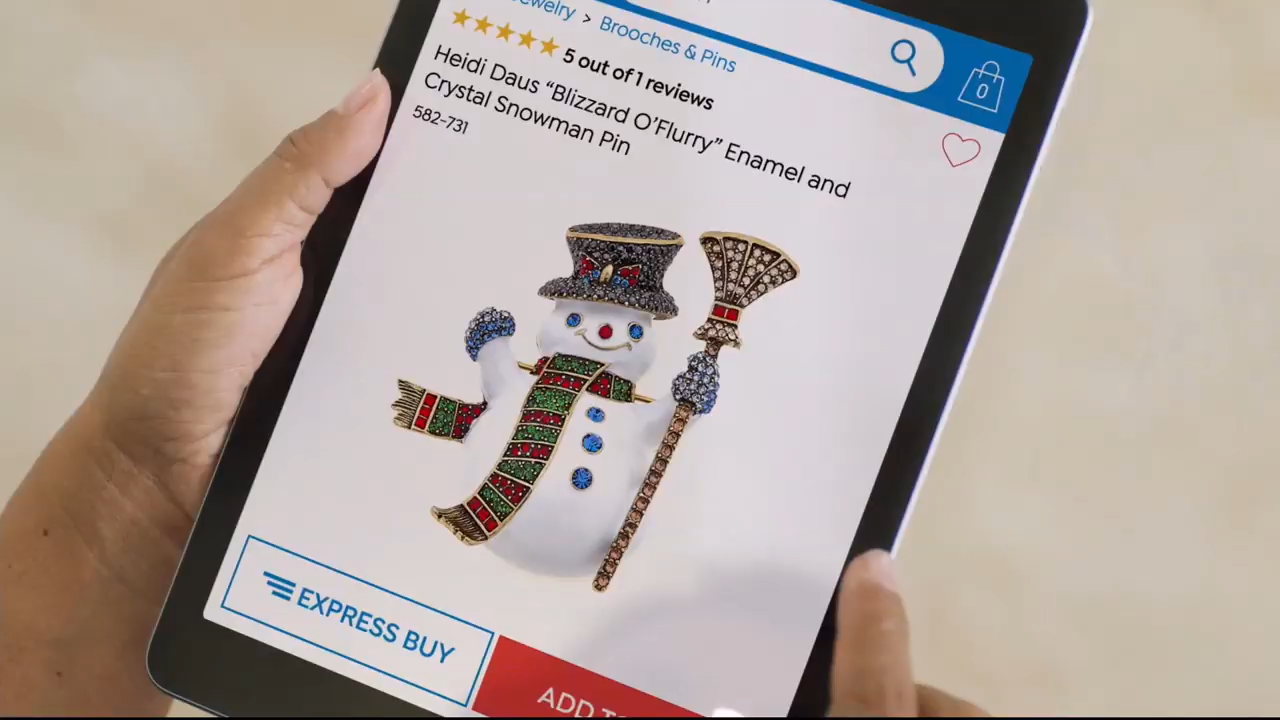 > Brooches & Pins
5 out of 1 reviews
Heidi Daus “Blizzard O’Flurry” Enamel and
Crystal Snowman Pin
582-731
0
EXPRESS BUY
ADD